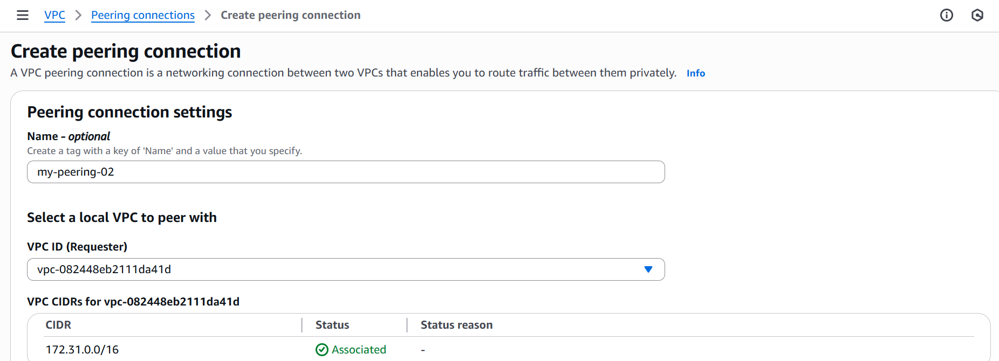 VPC > Peering connections > Create peering connection
Create peering connection
A VPC peering connection is a networking connection between two VPCs that enables you to route traffic between them privately. Info
Peering connection settings
Name - optional
Create a tag with a key of 'Name' and a value that you specify.
my-peering-02
Select a local VPC to peer with
VPC ID (Requester)
vpc-082448eb2111da41d
VPC CIDRs for vpc-082448eb2111da41d
CIDR Status Status reason
172.31.0.0/16 Associated -